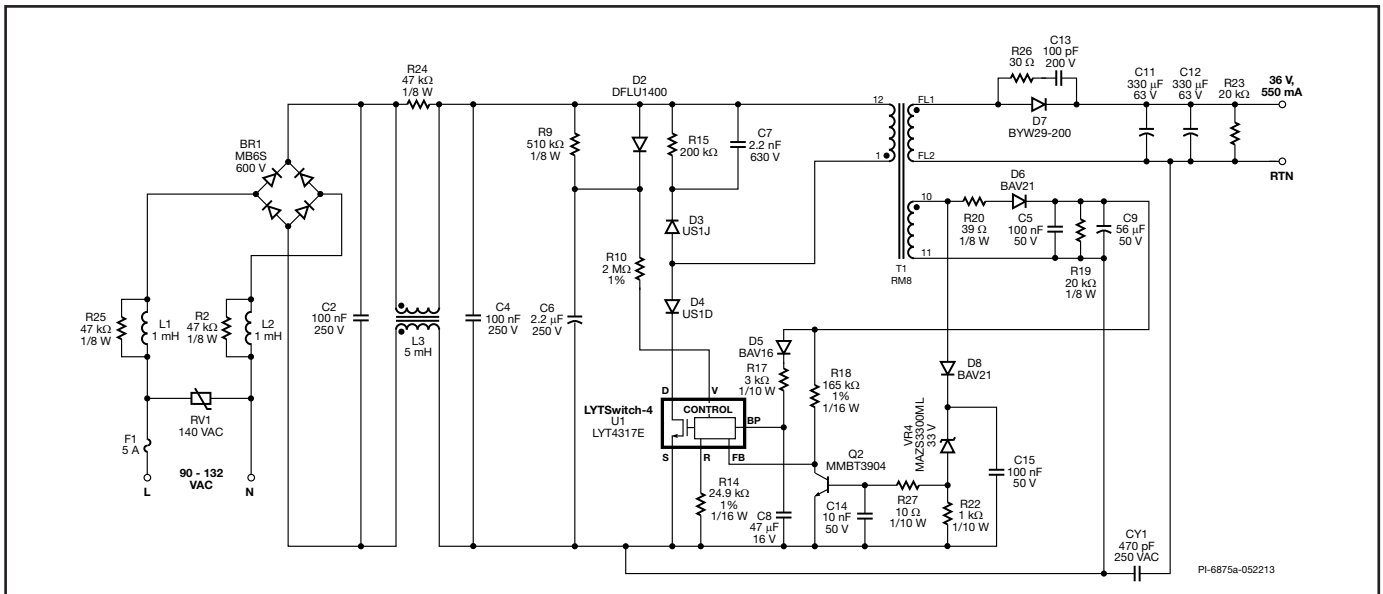 R24
47 kΩ
1/8 W
BR1
MB6S
600 V
R25
47 kΩ
1/8 W
L1
1 mH
R2
47 kΩ
1/8 W
L2
1 mH
RV1
140 VAC
F1
5 A
90 - 132
VAC
L
N
C2
100 nF
250 V
L3
5 mH
C4
100 nF
250 V
R9
510 kΩ
1/8 W
C6
2.2 µF
250 V
D2
DFLU1400
R10
2 MΩ
1%
R15
200 kΩ
C7
2.2 nF
630 V
D3
US1J
D4
US1D
LYTSwitch-4
U1
LYT4317E
D
V
CONTROL
BP
S
R
FB
R14
24.9 kΩ
1%
1/16 W
D5
BAV16
R17
3 kΩ
1/10 W
C8
47 µF
16 V
R18
165 kΩ
1%
1/16 W
Q2
MMBT3904
C14
10 nF
50 V
R27
10 Ω
1/10 W
R22
1 kΩ
1/10 W
VR4
MAZS3300ML
33 V
D8
BAV21
C15
100 nF
50 V
12
1
FL1
FL2
10
11
T1
RM8
R26
30 Ω
C13
100 pF
200 V
D7
BYW29-200
C11
330 µF
63 V
C12
330 µF
63 V
R23
20 kΩ
36 V,
550 mA
RTN
R20
39 Ω
1/8 W
D6
BAV21
C5
100 nF
50 V
R19
20 kΩ
1/8 W
C9
56 µF
50 V
CY1
470 pF
250 VAC
PI-6875a-052213